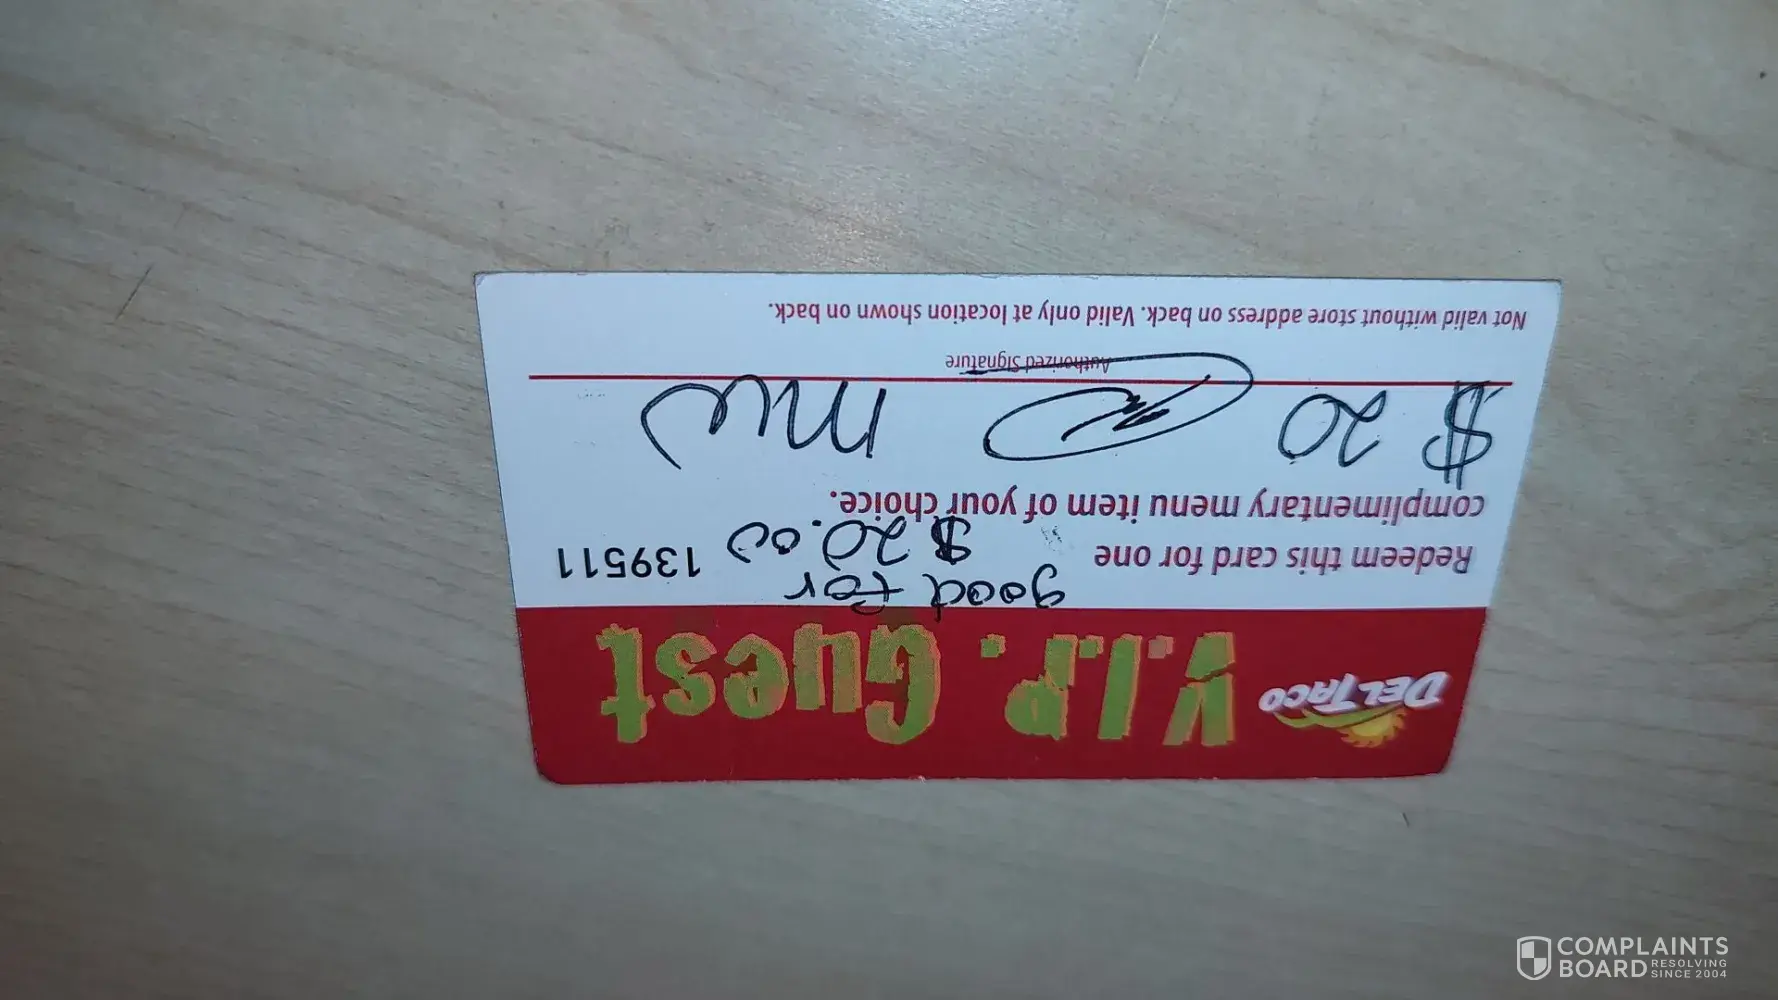 DEL TACO
V.I.P. Guest
good for
Redeem this card for one $20.00 139511
complimentary menu item of your choice.
$20 MW
Authorized Signature
Not valid without store address on back. Valid only at location shown on back.
COMPLAINTS
BOARD RESOLVING
SINCE 2004